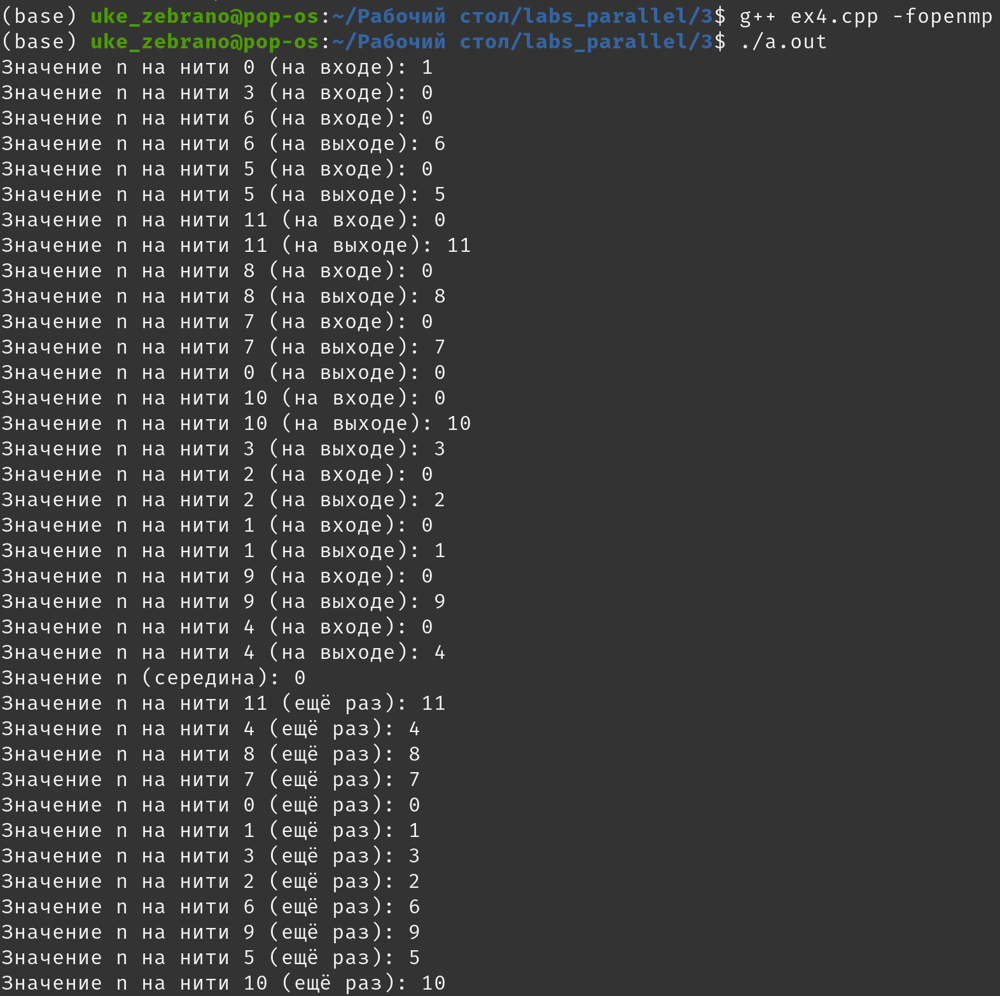 (base) uke_zebrano@pop-os:~/Рабочий стол/labs_parallel/3$ g++ ex4.cpp -fopenmp
(base) uke_zebrano@pop-os:~/Рабочий стол/labs_parallel/3$ ./a.out
Значение n на нити 0 (на входе): 1
Значение n на нити 3 (на входе): 0
Значение n на нити 6 (на входе): 0
Значение n на нити 6 (на выходе): 6
Значение n на нити 5 (на входе): 0
Значение n на нити 5 (на выходе): 5
Значение n на нити 11 (на входе): 0
Значение n на нити 11 (на выходе): 11
Значение n на нити 8 (на входе): 0
Значение n на нити 8 (на выходе): 8
Значение n на нити 7 (на входе): 0
Значение n на нити 7 (на выходе): 7
Значение n на нити 0 (на выходе): 0
Значение n на нити 10 (на входе): 0
Значение n на нити 10 (на выходе): 10
Значение n на нити 3 (на выходе): 3
Значение n на нити 2 (на входе): 0
Значение n на нити 2 (на выходе): 2
Значение n на нити 1 (на входе): 0
Значение n на нити 1 (на выходе): 1
Значение n на нити 9 (на входе): 0
Значение n на нити 9 (на выходе): 9
Значение n на нити 4 (на входе): 0
Значение n на нити 4 (на выходе): 4
Значение n (середина): 0
Значение n на нити 11 (ещё раз): 11
Значение n на нити 4 (ещё раз): 4
Значение n на нити 8 (ещё раз): 8
Значение n на нити 7 (ещё раз): 7
Значение n на нити 0 (ещё раз): 0
Значение n на нити 1 (ещё раз): 1
Значение n на нити 3 (ещё раз): 3
Значение n на нити 2 (ещё раз): 2
Значение n на нити 6 (ещё раз): 6
Значение n на нити 9 (ещё раз): 9
Значение n на нити 5 (ещё раз): 5
Значение n на нити 10 (ещё раз): 10